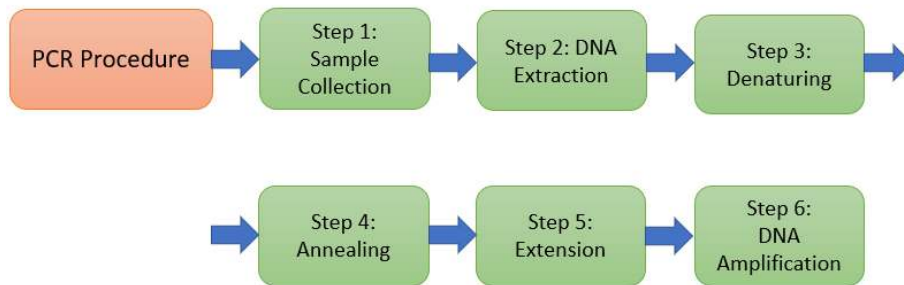 PCR Procedure
Step 1:
Sample
Collection
Step 2: DNA
Extraction
Step 3:
Denaturing
Step 4:
Annealing
Step 5:
Extension
Step 6:
DNA
Amplification